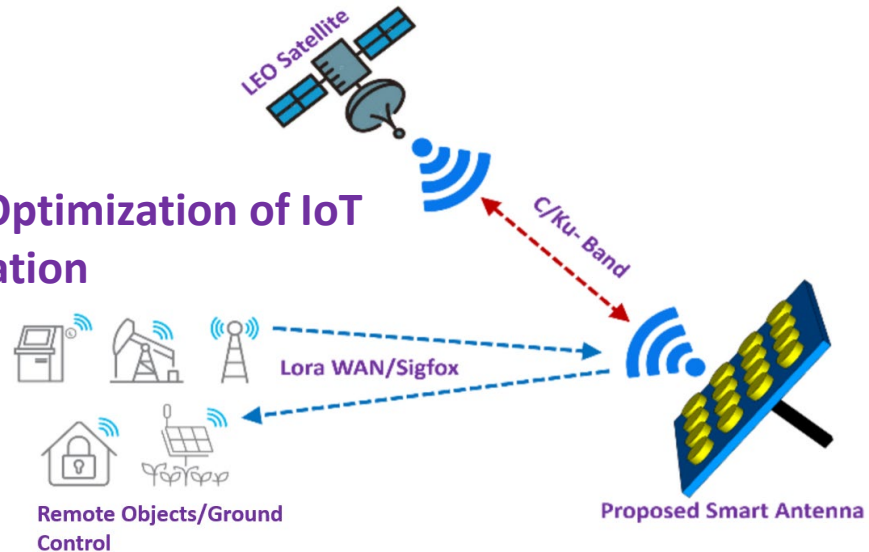 LEO Satellite
Optimization of IoT
ation
C/Ku- Band
Lora WAN/Sigfox
Remote Objects/Ground
Control
Proposed Smart Antenna